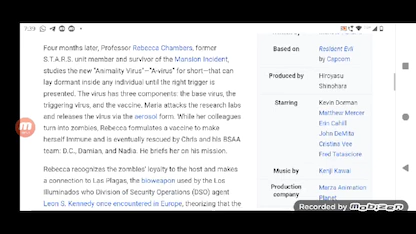 7:39
Four months later, Professor Rebecca Chambers, former
S.T.A.R.S. unit member and survivor of the Mansion Incident,
studies the new "Animality Virus"—"A-virus" for short—that can
lay dormant inside any individual until the right trigger is
presented. The virus has three components: the base virus, the
triggering virus, and the vaccine. Maria attacks the research labs
and releases the virus via the aerosol form. While her colleagues
turn into zombies, Rebecca formulates a vaccine to make
herself immune and is eventually rescued by Chris and his BSAA
team: D.C., Damian, and Nadia. He briefs her on his mission.
Rebecca recognizes the zombies' loyalty to the host and makes
a connection to Las Plagas, the bioweapon used by the Los
Illuminados who Division of Security Operations (DSO) agent
Leon S. Kennedy once encountered in Europe, theorizing that the
Based on
Resident Evil
by Capcom
Produced by
Hiroyasu
Shinohara
Starring
Kevin Dorman
Matthew Mercer
Erin Cahill
John DeMita
Cristina Vee
Fred Tatasciore
Music by
Kenji Kawai
Production
company
Marza Animation
Planet
Recorded by
Mobizen